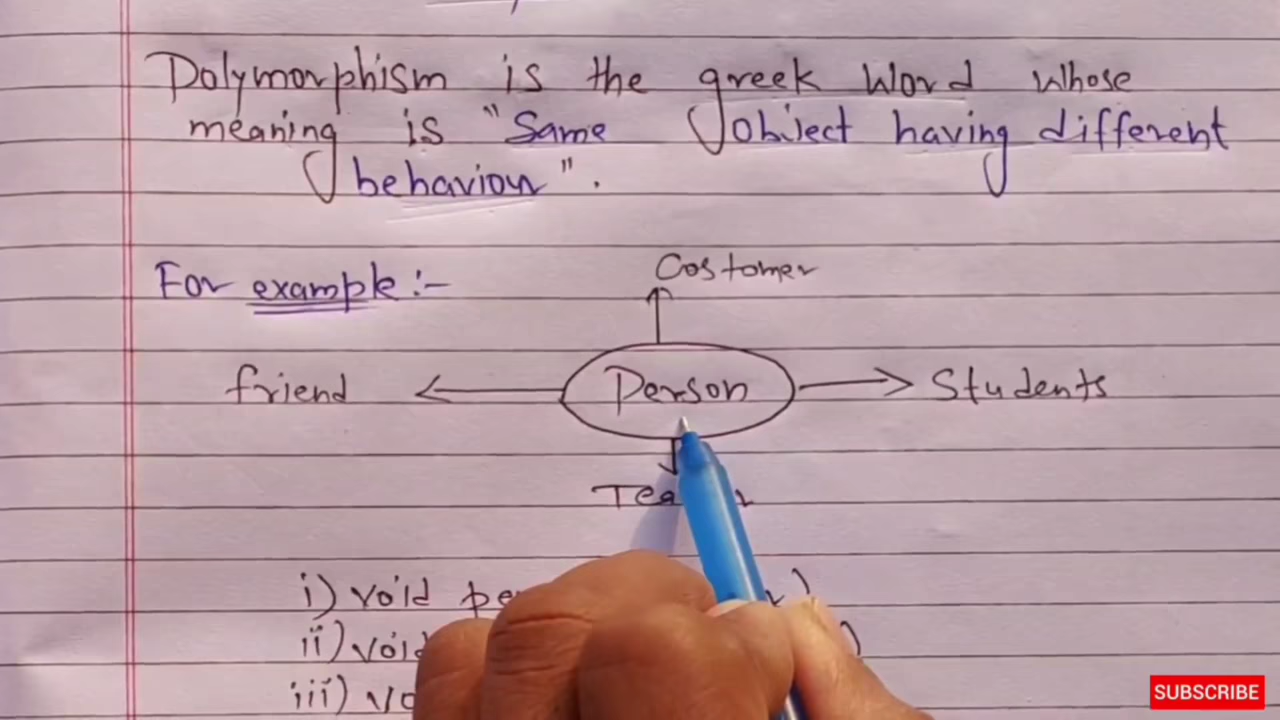 Polymorphism is the greek word whose
meaning is "Same object having different
behaviour".
For example :-
Costomer
friend
Person
Students
i) void
ii) void
iii)
SUBSCRIBE